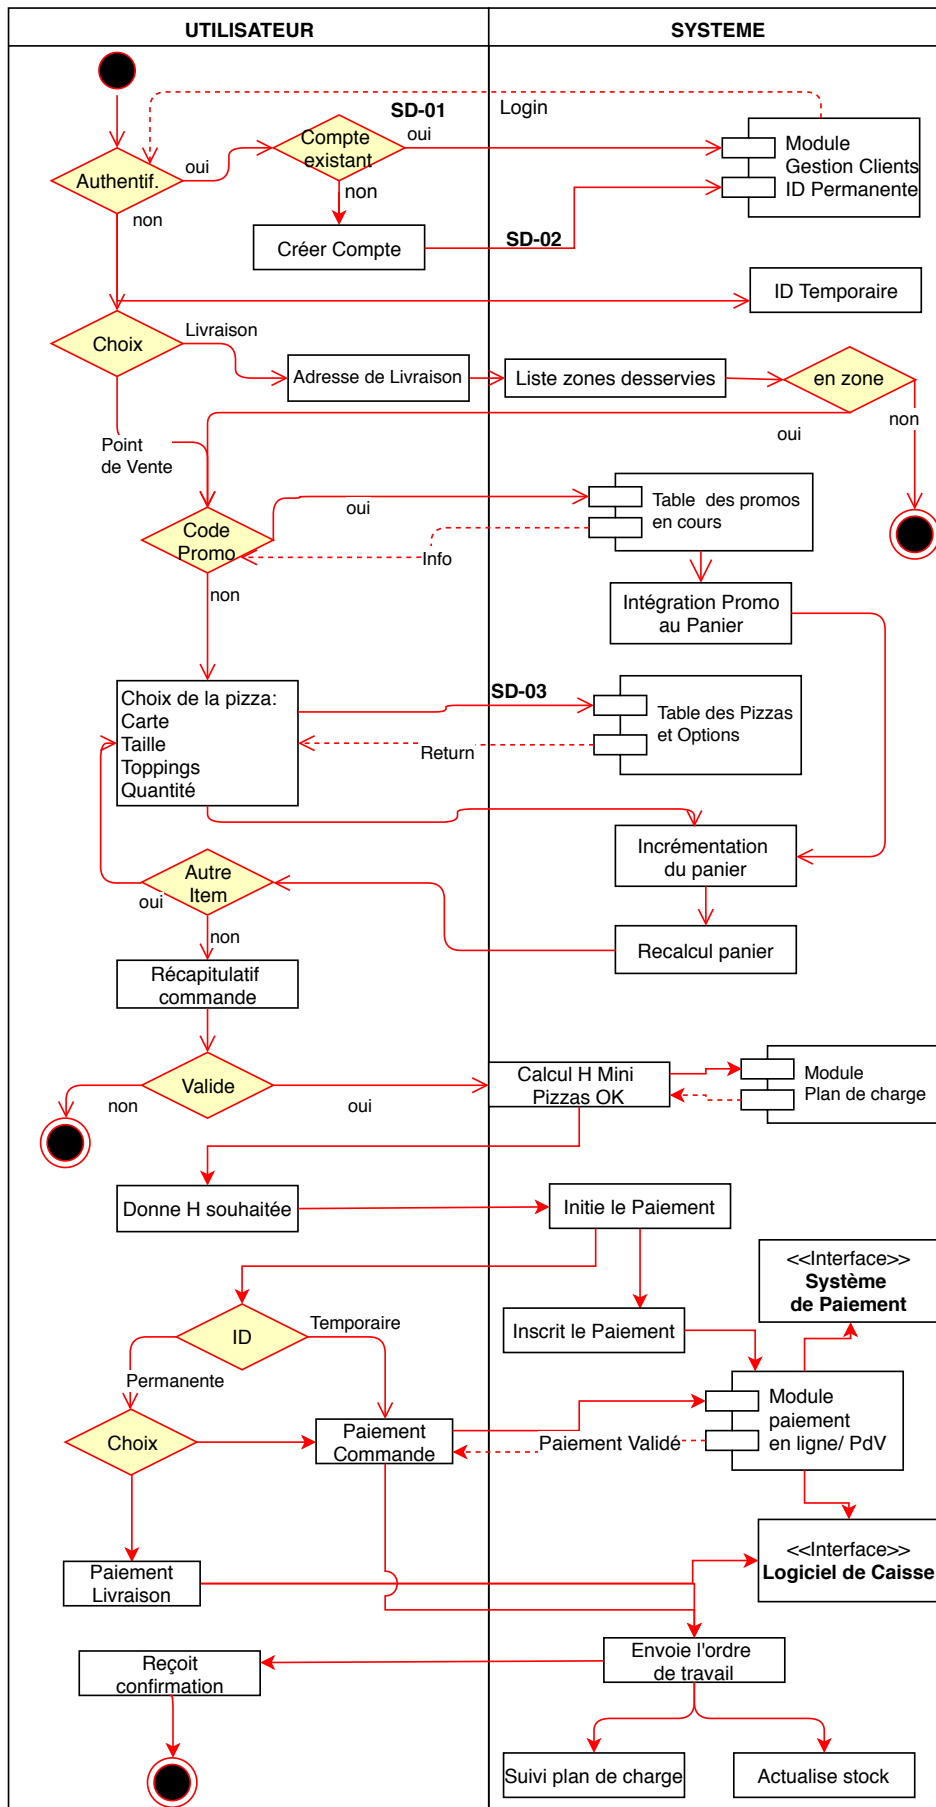 UTILISATEUR
SYSTEME
SD-01
Login
Compte
existant
oui
Module
Gestion Clients
ID Permanente
Authentif.
oui
non
non
Créer Compte
SD-02
ID Temporaire
Choix
Livraison
Adresse de Livraison
Liste zones desservies
en zone
non
oui
Point
de Vente
Code
Promo
oui
Table des promos
en cours
Info
non
Intégration Promo
au Panier
Choix de la pizza:
Carte
Taille
Toppings
Quantité
SD-03
Table des Pizzas
et Options
Return
Incrémentation
du panier
Autre
Item
oui
non
Recalcul panier
Récapitulatif
commande
Valide
non
oui
Calcul H Mini
Pizzas OK
Module
Plan de charge
Donne H souhaitée
Initie le Paiement
<<Interface>>
Système
de Paiement
ID
Temporaire
Inscrit le Paiement
Permanente
Choix
Paiement
Commande
Paiement Validé
Module
paiement
en ligne/ PdV
<<Interface>>
Logiciel de Caisse
Paiement
Livraison
Envoie l'ordre
de travail
Reçoit
confirmation
Suivi plan de charge
Actualise stock